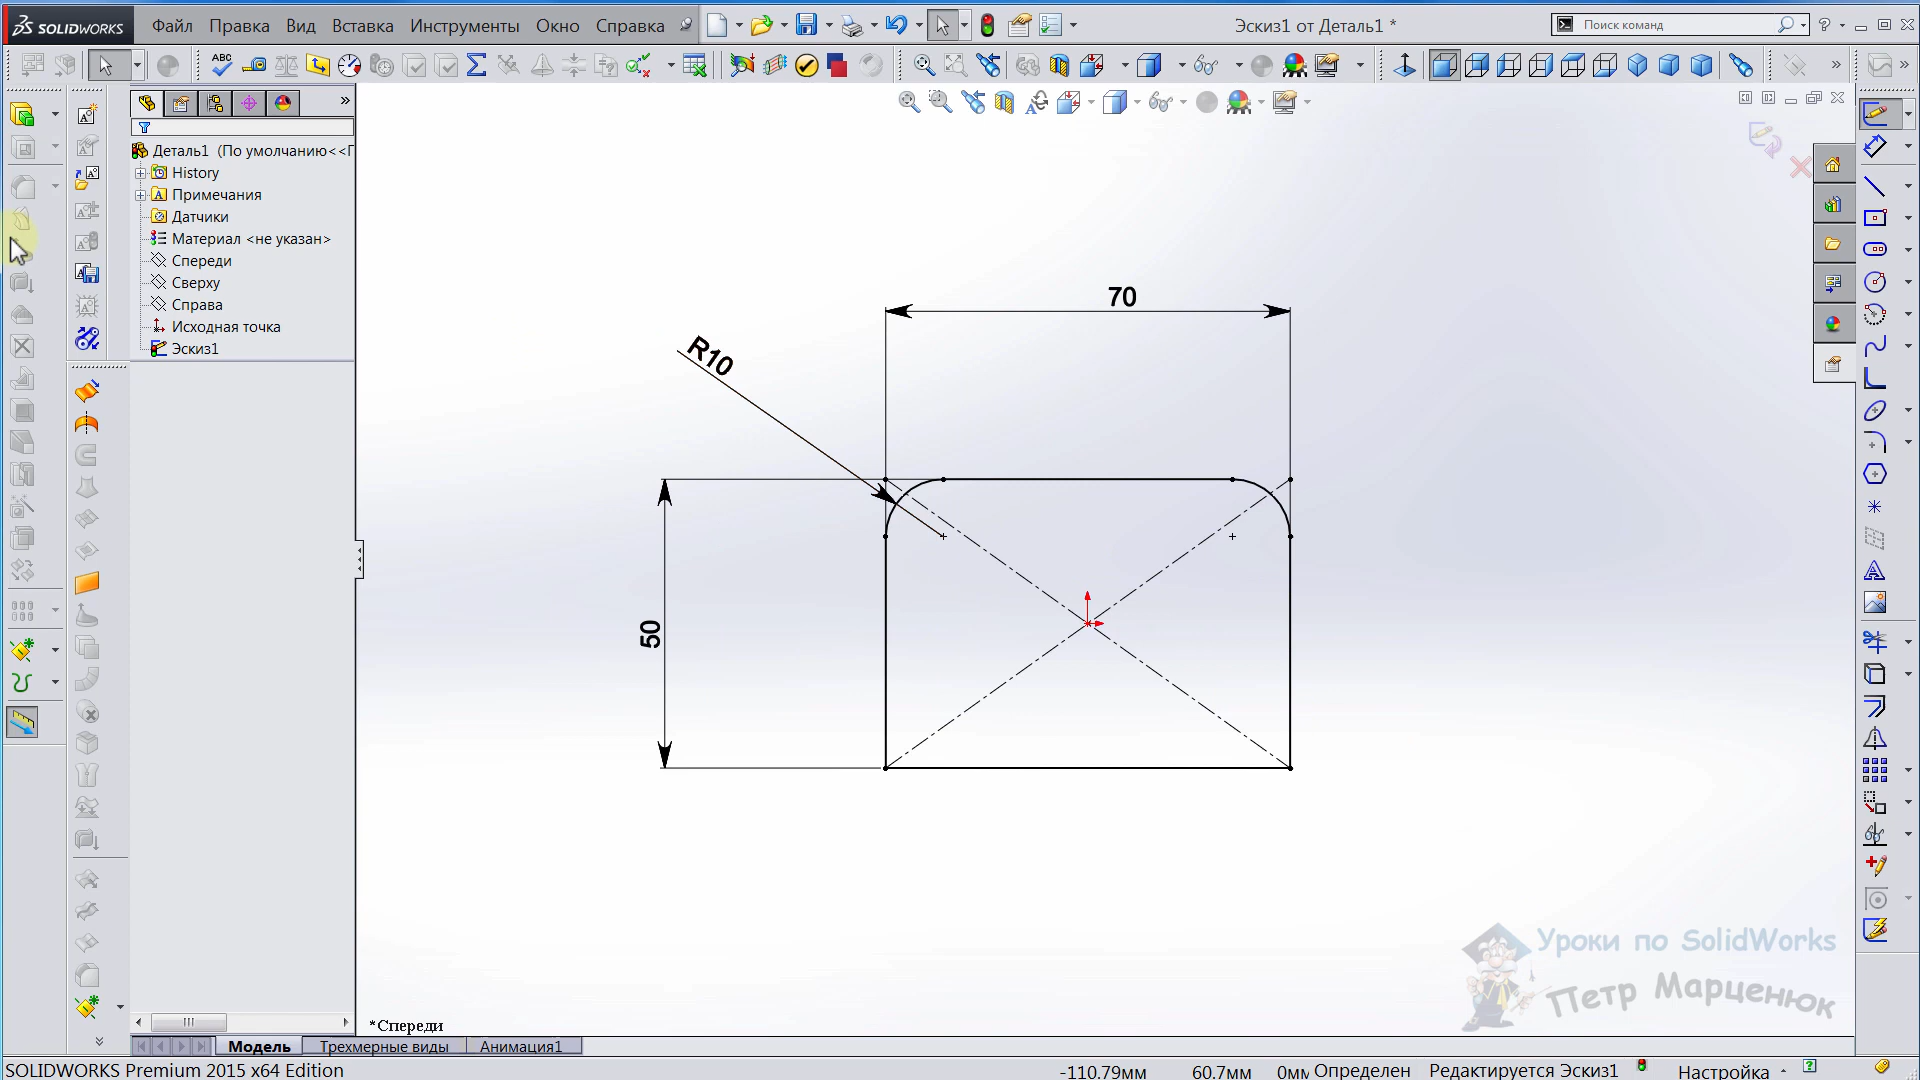 SOLIDWORKS
Файл Правка Вид Вставка Инструменты Окно Справка
Эскиз1 от Деталь1 *
Поиск команд
Деталь1 (По умолчанию<<Г
History
Примечания
Датчики
Материал <не указан>
Спереди
Сверху
Справа
Исходная точка
Эскиз1
70
R10
50
*Спереди
Уроки по SolidWorks
Петр Марценюк
Модель Трехмерные виды Анимация1
SOLIDWORKS Premium 2015 x64 Edition
-110.79мм 60.7мм 0мм Определен Редактируется Эскиз1 Настройка